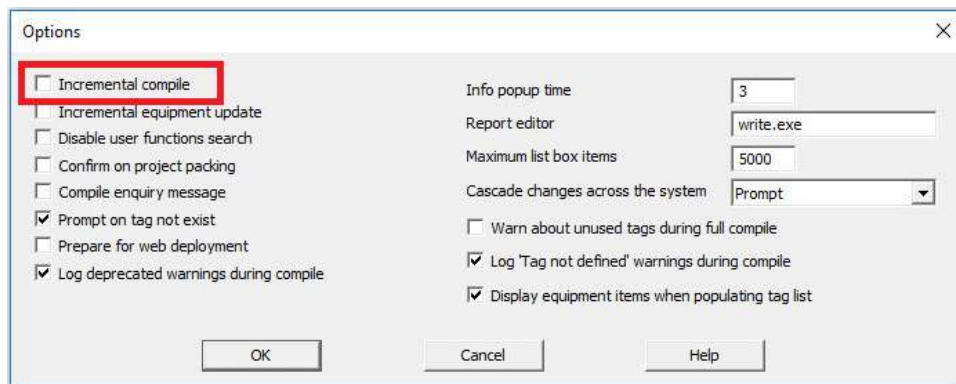 Options
Incremental compile
Incremental equipment update
Disable user functions search
Confirm on project packing
Compile enquiry message
Prompt on tag not exist
Prepare for web deployment
Log deprecated warnings during compile
Info popup time 3
Report editor write.exe
Maximum list box items 5000
Cascade changes across the system Prompt
Warn about unused tags during full compile
Log 'Tag not defined' warnings during compile
Display equipment items when populating tag list
OK Cancel Help